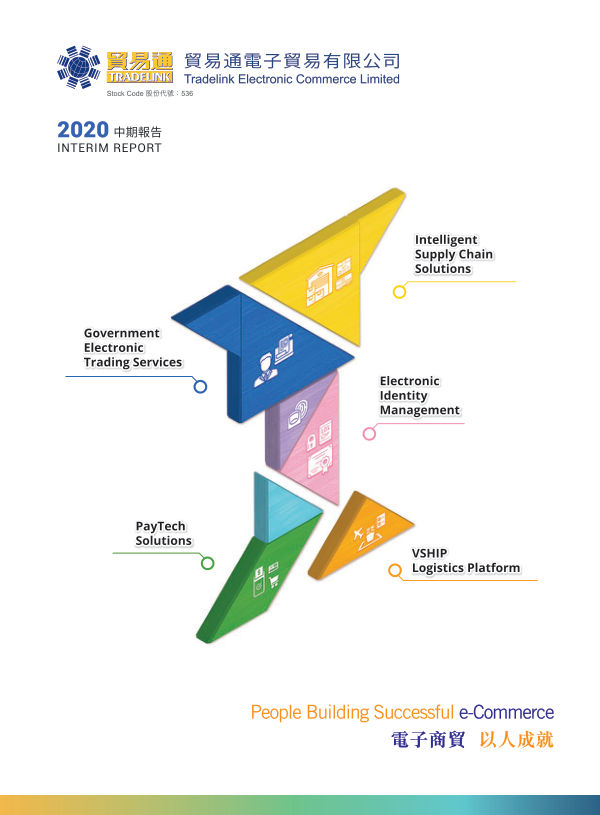 貿易通
TRADELINK
貿易通電子貿易有限公司
Tradelink Electronic Commerce Limited
Stock Code 股份代號：536
2020 中期報告
INTERIM REPORT
Intelligent
Supply Chain
Solutions
Government
Electronic
Trading Services
Electronic
Identity
Management
PayTech
Solutions
VSHIP
Logistics Platform
People Building Successful e-Commerce
電子商貿 以人成就